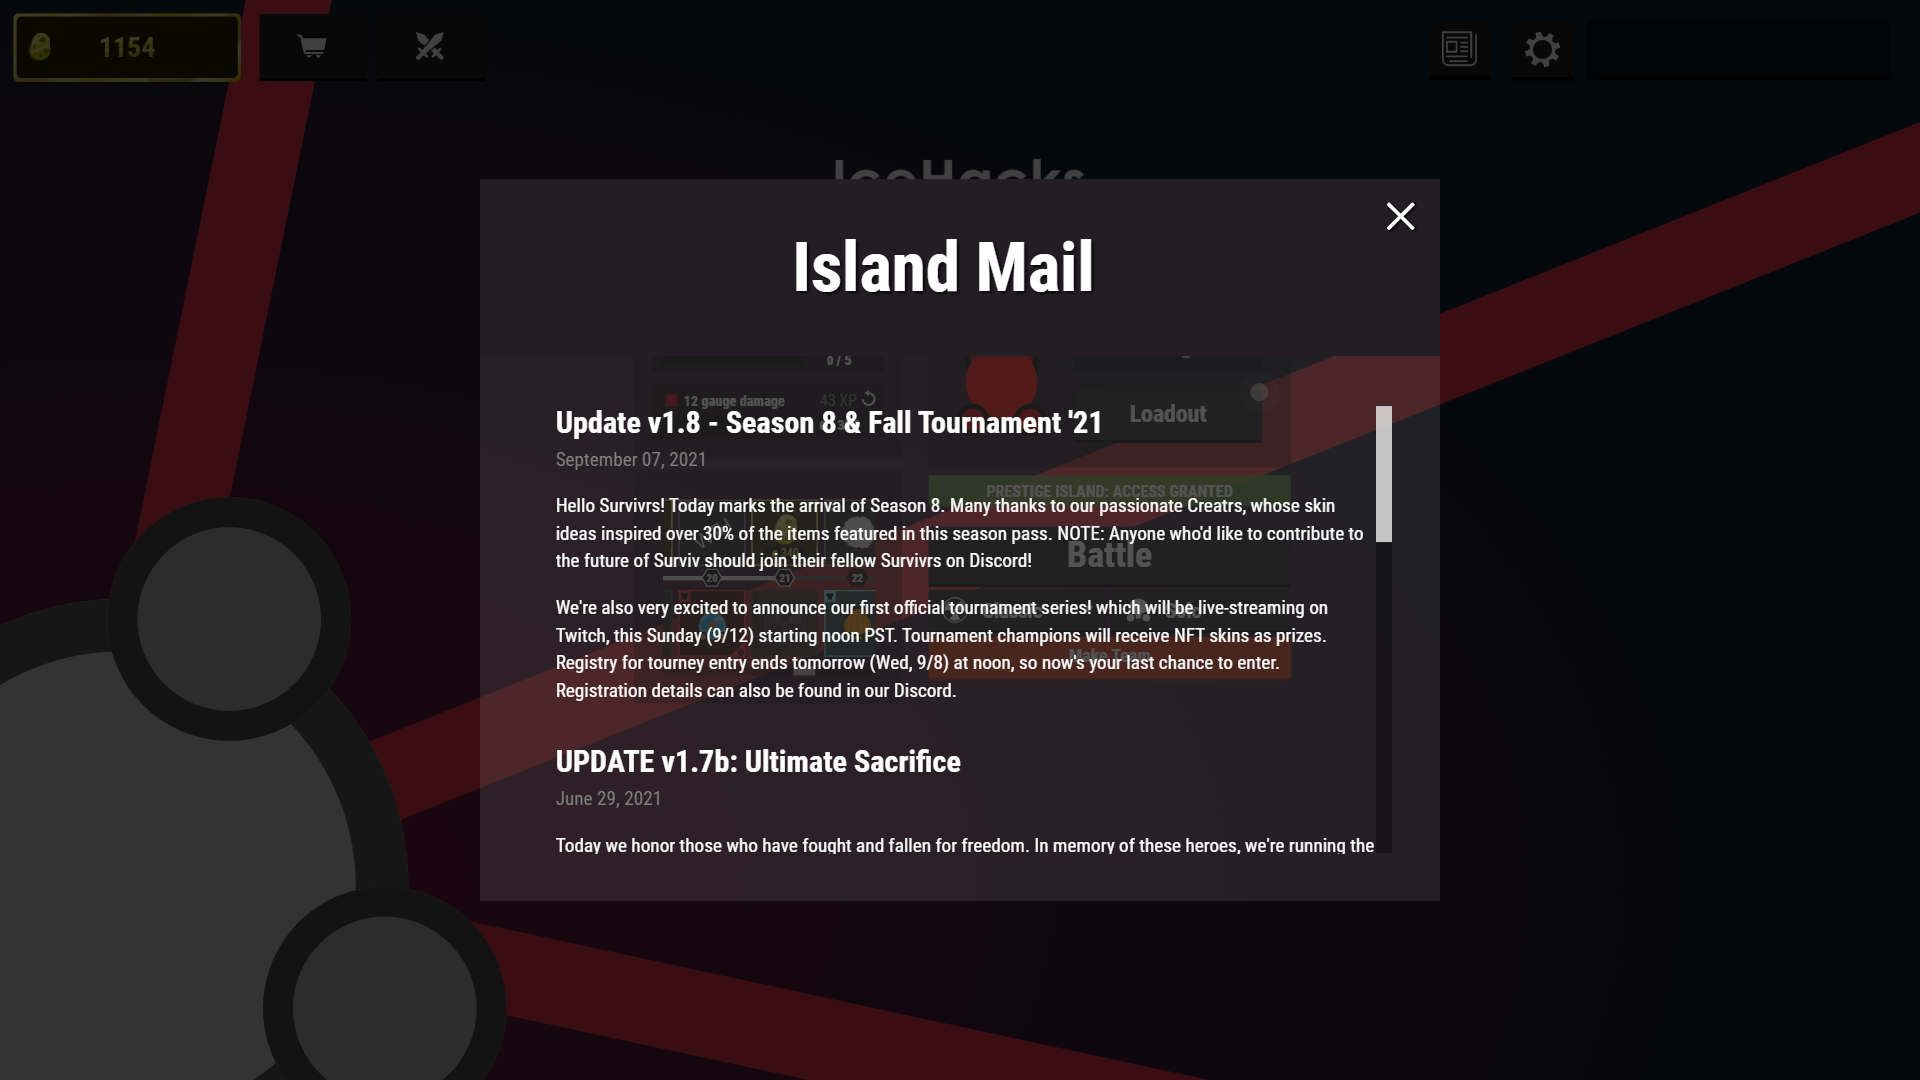 1154
IceHacks
Island Mail
0 / 5
12 gauge damage 43 XP
Loadout
Update v1.8 - Season 8 & Fall Tournament '21
September 07, 2021
PRESTIGE ISLAND: ACCESS GRANTED
Hello Survivrs! Today marks the arrival of Season 8. Many thanks to our passionate Creatrs, whose skin
ideas inspired over 30% of the items featured in this season pass. NOTE: Anyone who'd like to contribute to
the future of Surviv should join their fellow Survivrs on Discord!
Battle
20 21 22
We're also very excited to announce our first official tournament series! which will be live-streaming on
Twitch, this Sunday (9/12) starting noon PST. Tournament champions will receive NFT skins as prizes.
Registry for tourney entry ends tomorrow (Wed, 9/8) at noon, so now's your last chance to enter.
Registration details can also be found in our Discord.
Classic Solo
Make Team
UPDATE v1.7b: Ultimate Sacrifice
June 29, 2021
Today we honor those who have fought and fallen for freedom. In memory of these heroes, we're running the